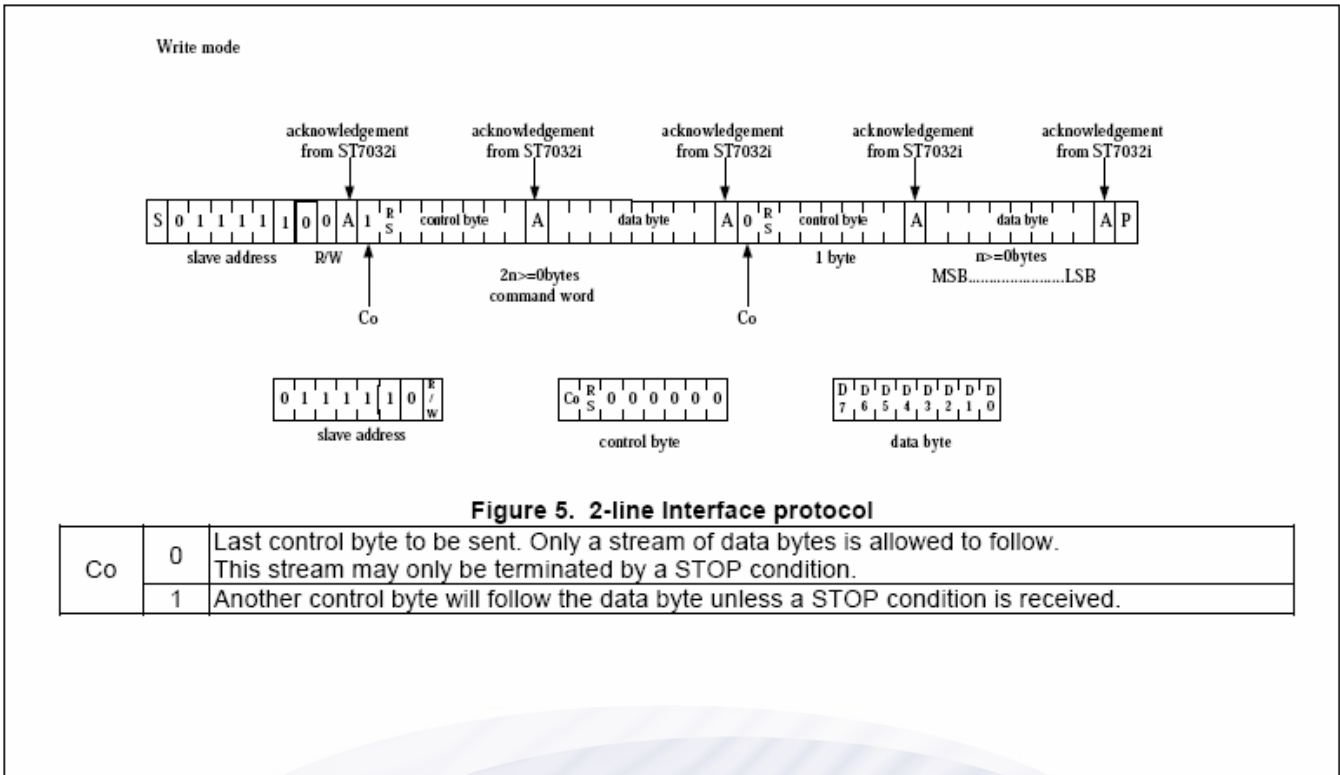 Write mode
acknowledgement acknowledgement acknowledgement acknowledgement acknowledgement
from ST7032i from ST7032i from ST7032i from ST7032i from ST7032i
S 0 1 1 1 1 1 0 0 A 1 RS control byte A data byte A 0 RS control byte A data byte A P
slave address R/W 2n>=0bytes 1 byte n>=0bytes
command word MSB........................LSB
Co Co
0 1 1 1 1 1 0 R/W Co RS 0 0 0 0 0 0 D7 D6 D5 D4 D3 D2 D1 D0
slave address control byte data byte
Figure 5. 2-line Interface protocol
Co 0 Last control byte to be sent. Only a stream of data bytes is allowed to follow.
This stream may only be terminated by a STOP condition.
1 Another control byte will follow the data byte unless a STOP condition is received.